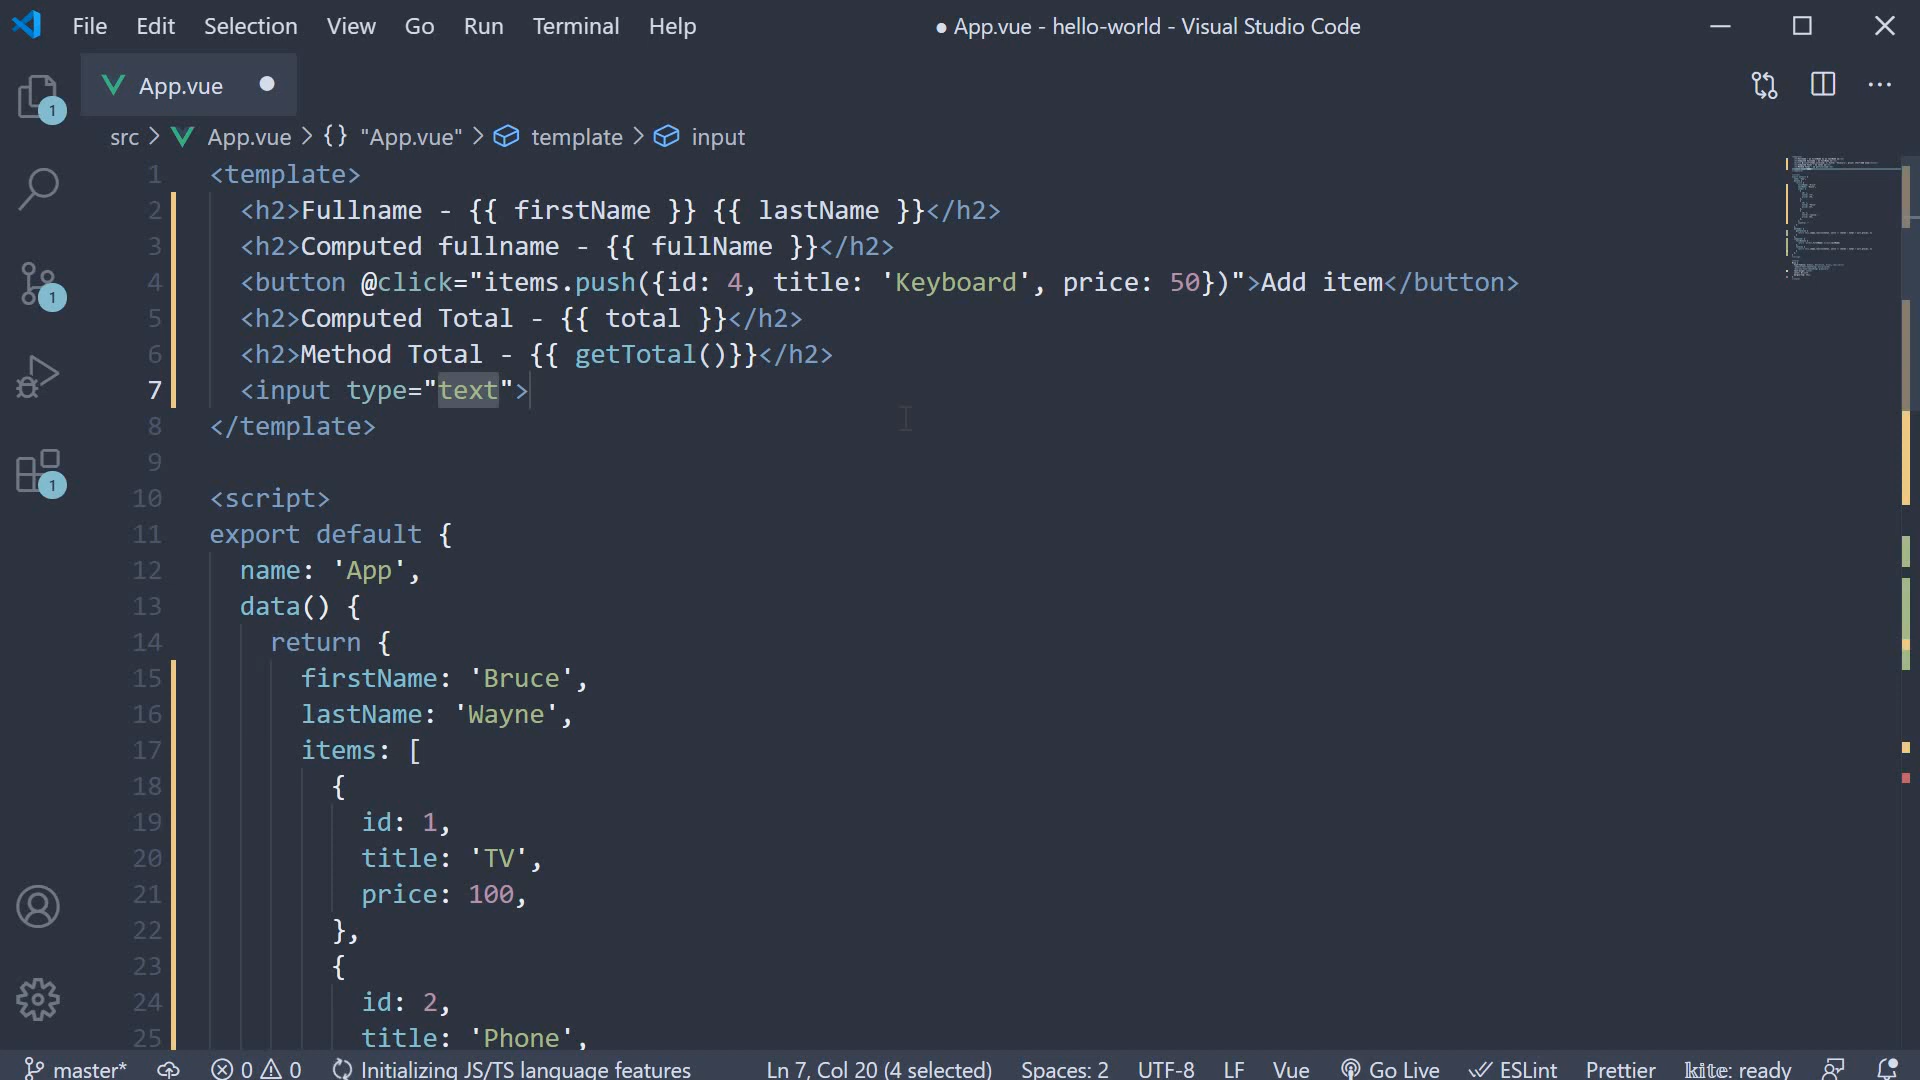 File Edit Selection View Go Run Terminal Help ● App.vue - hello-world - Visual Studio Code
App.vue
src > App.vue > {} "App.vue" > template > input
1 <template>
2 <h2>Fullname - {{ firstName }} {{ lastName }}</h2>
3 <h2>Computed fullname - {{ fullName }}</h2>
4 <button @click="items.push({id: 4, title: 'Keyboard', price: 50})">Add item</button>
5 <h2>Computed Total - {{ total }}</h2>
6 <h2>Method Total - {{ getTotal()}}</h2>
7 <input type="text">
8 </template>
9
10 <script>
11 export default {
12 name: 'App',
13 data() {
14 return {
15 firstName: 'Bruce',
16 lastName: 'Wayne',
17 items: [
18 {
19 id: 1,
20 title: 'TV',
21 price: 100,
22 },
23 {
24 id: 2,
25 title: 'Phone',
1
1
1
master* 0 0 Initializing JS/TS language features Ln 7, Col 20 (4 selected) Spaces: 2 UTF-8 LF Vue Go Live ESLint Prettier kite: ready